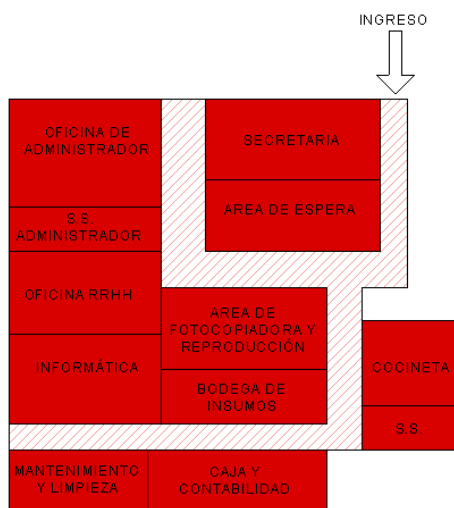 INGRESO
OFICINA DE
ADMINISTRADOR
SECRETARIA
S.S.
ADMINISTRADOR
AREA DE ESPERA
OFICINA RRHH
AREA DE
FOTOCOPIADORA Y
REPRODUCCIÓN
INFORMÁTICA
COCINETA
BODEGA DE
INSUMOS
S.S.
MANTENIMIENTO
Y LIMPIEZA
CAJA Y
CONTABILIDAD